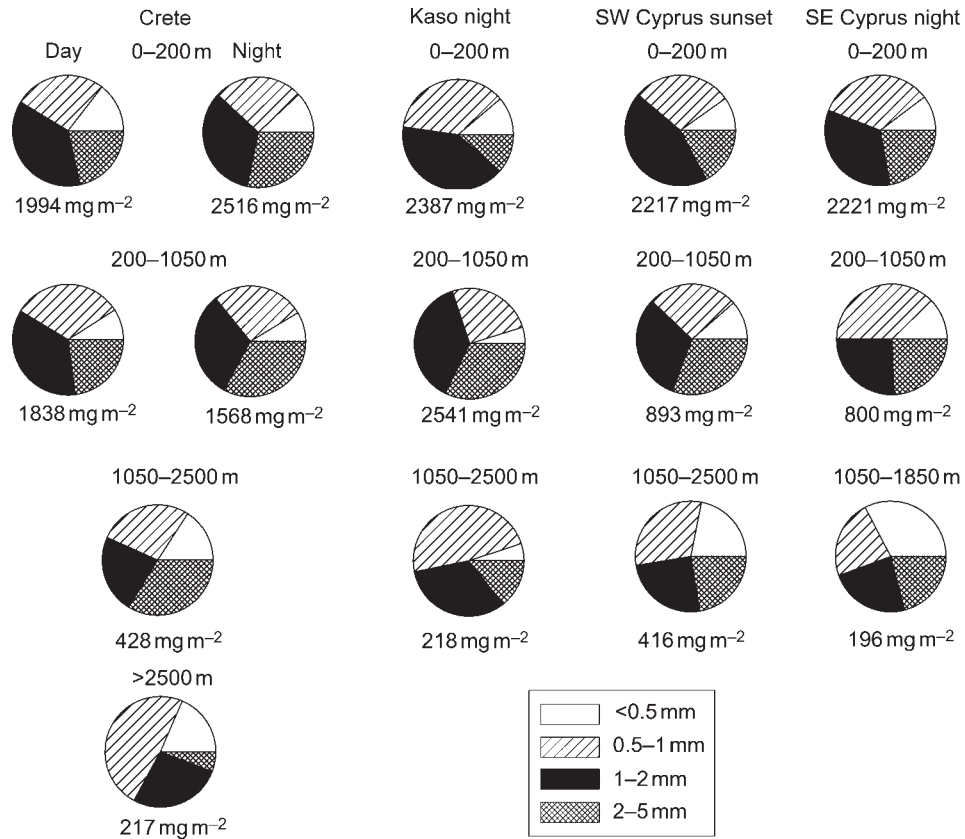 Crete Kaso night SW Cyprus sunset SE Cyprus night
Day 0–200 m Night 0–200 m 0–200 m 0–200 m
1994 mg m⁻² 2516 mg m⁻² 2387 mg m⁻² 2217 mg m⁻² 2221 mg m⁻²
200–1050 m 200–1050 m 200–1050 m 200–1050 m
1838 mg m⁻² 1568 mg m⁻² 2541 mg m⁻² 893 mg m⁻² 800 mg m⁻²
1050–2500 m 1050–2500 m 1050–2500 m 1050–1850 m
428 mg m⁻² 218 mg m⁻² 416 mg m⁻² 196 mg m⁻²
>2500 m
217 mg m⁻²
<0.5 mm
0.5–1 mm
1–2 mm
2–5 mm